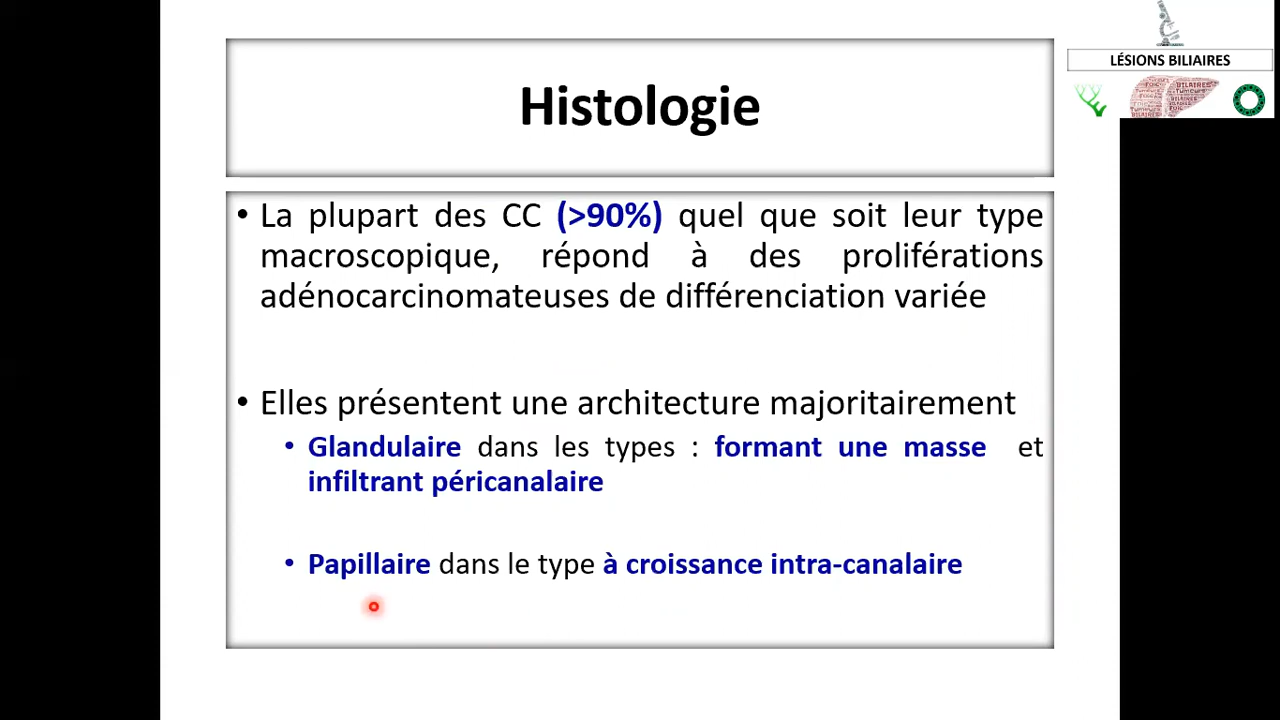 LÉSIONS BILIAIRES
Histologie
• La plupart des CC (>90%) quel que soit leur type
macroscopique, répond à des proliférations
adénocarcinomateuses de différenciation variée
• Elles présentent une architecture majoritairement
• Glandulaire dans les types : formant une masse et
infiltrant péricanalaire
• Papillaire dans le type à croissance intra-canalaire